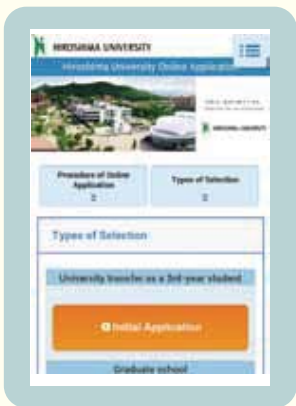 HIROSHIMA UNIVERSITY
Hiroshima University Online Application
HIROSHIMA UNIVERSITY
Procedure of Online
Application
Types of Selection
Types of Selection
University transfer as a 3rd-year student
Initial Application
Graduate school